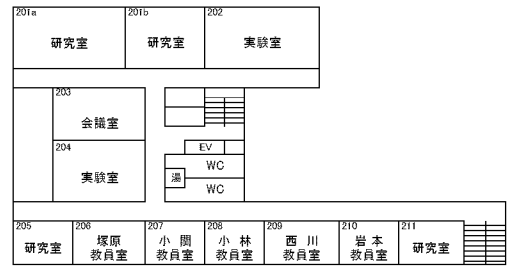 201a
研究室
201b
研究室
202
実験室
203
会議室
204
実験室
EV
WC
湯
WC
205
研究室
206
塚原
教員室
207
小関
教員室
208
小林
教員室
209
西川
教員室
210
岩本
教員室
211
研究室